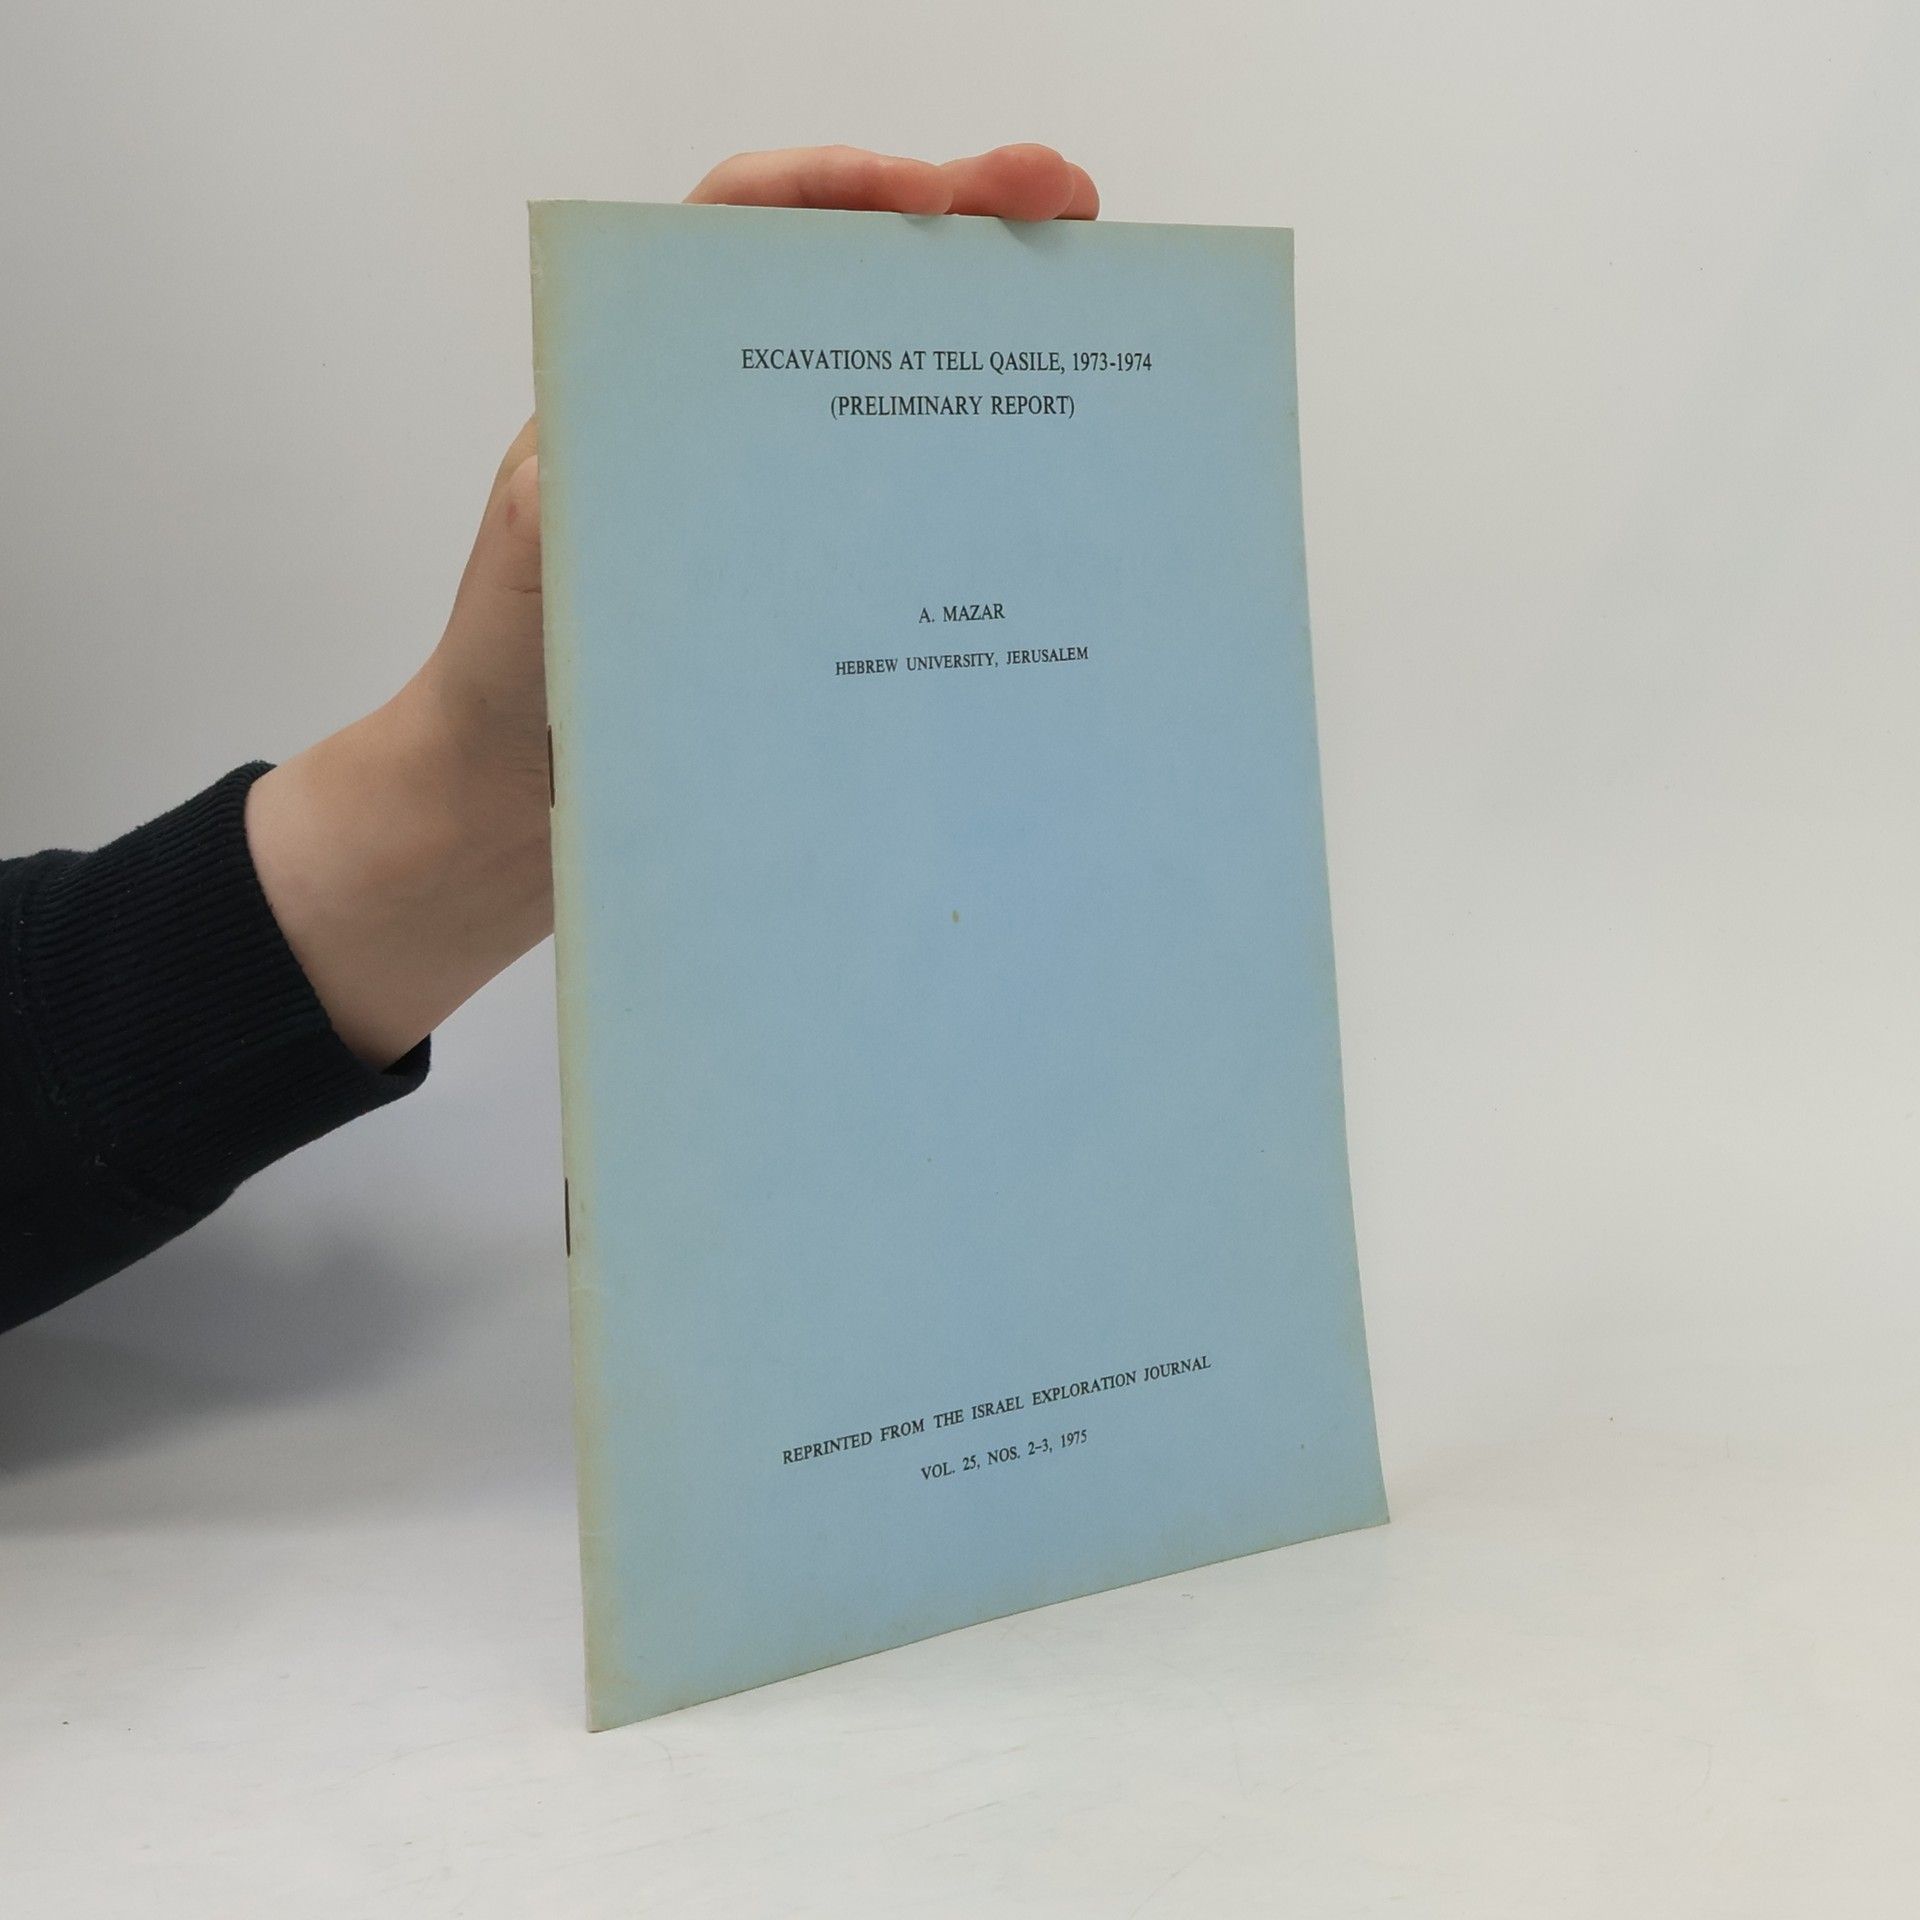 EXCAVATIONS AT TELL QASILE, 1973-1974
(PRELIMINARY REPORT)
A. MAZAR
HEBREW UNIVERSITY, JERUSALEM
REPRINTED FROM THE ISRAEL EXPLORATION JOURNAL
VOL. 25, NOS. 2–3, 1975